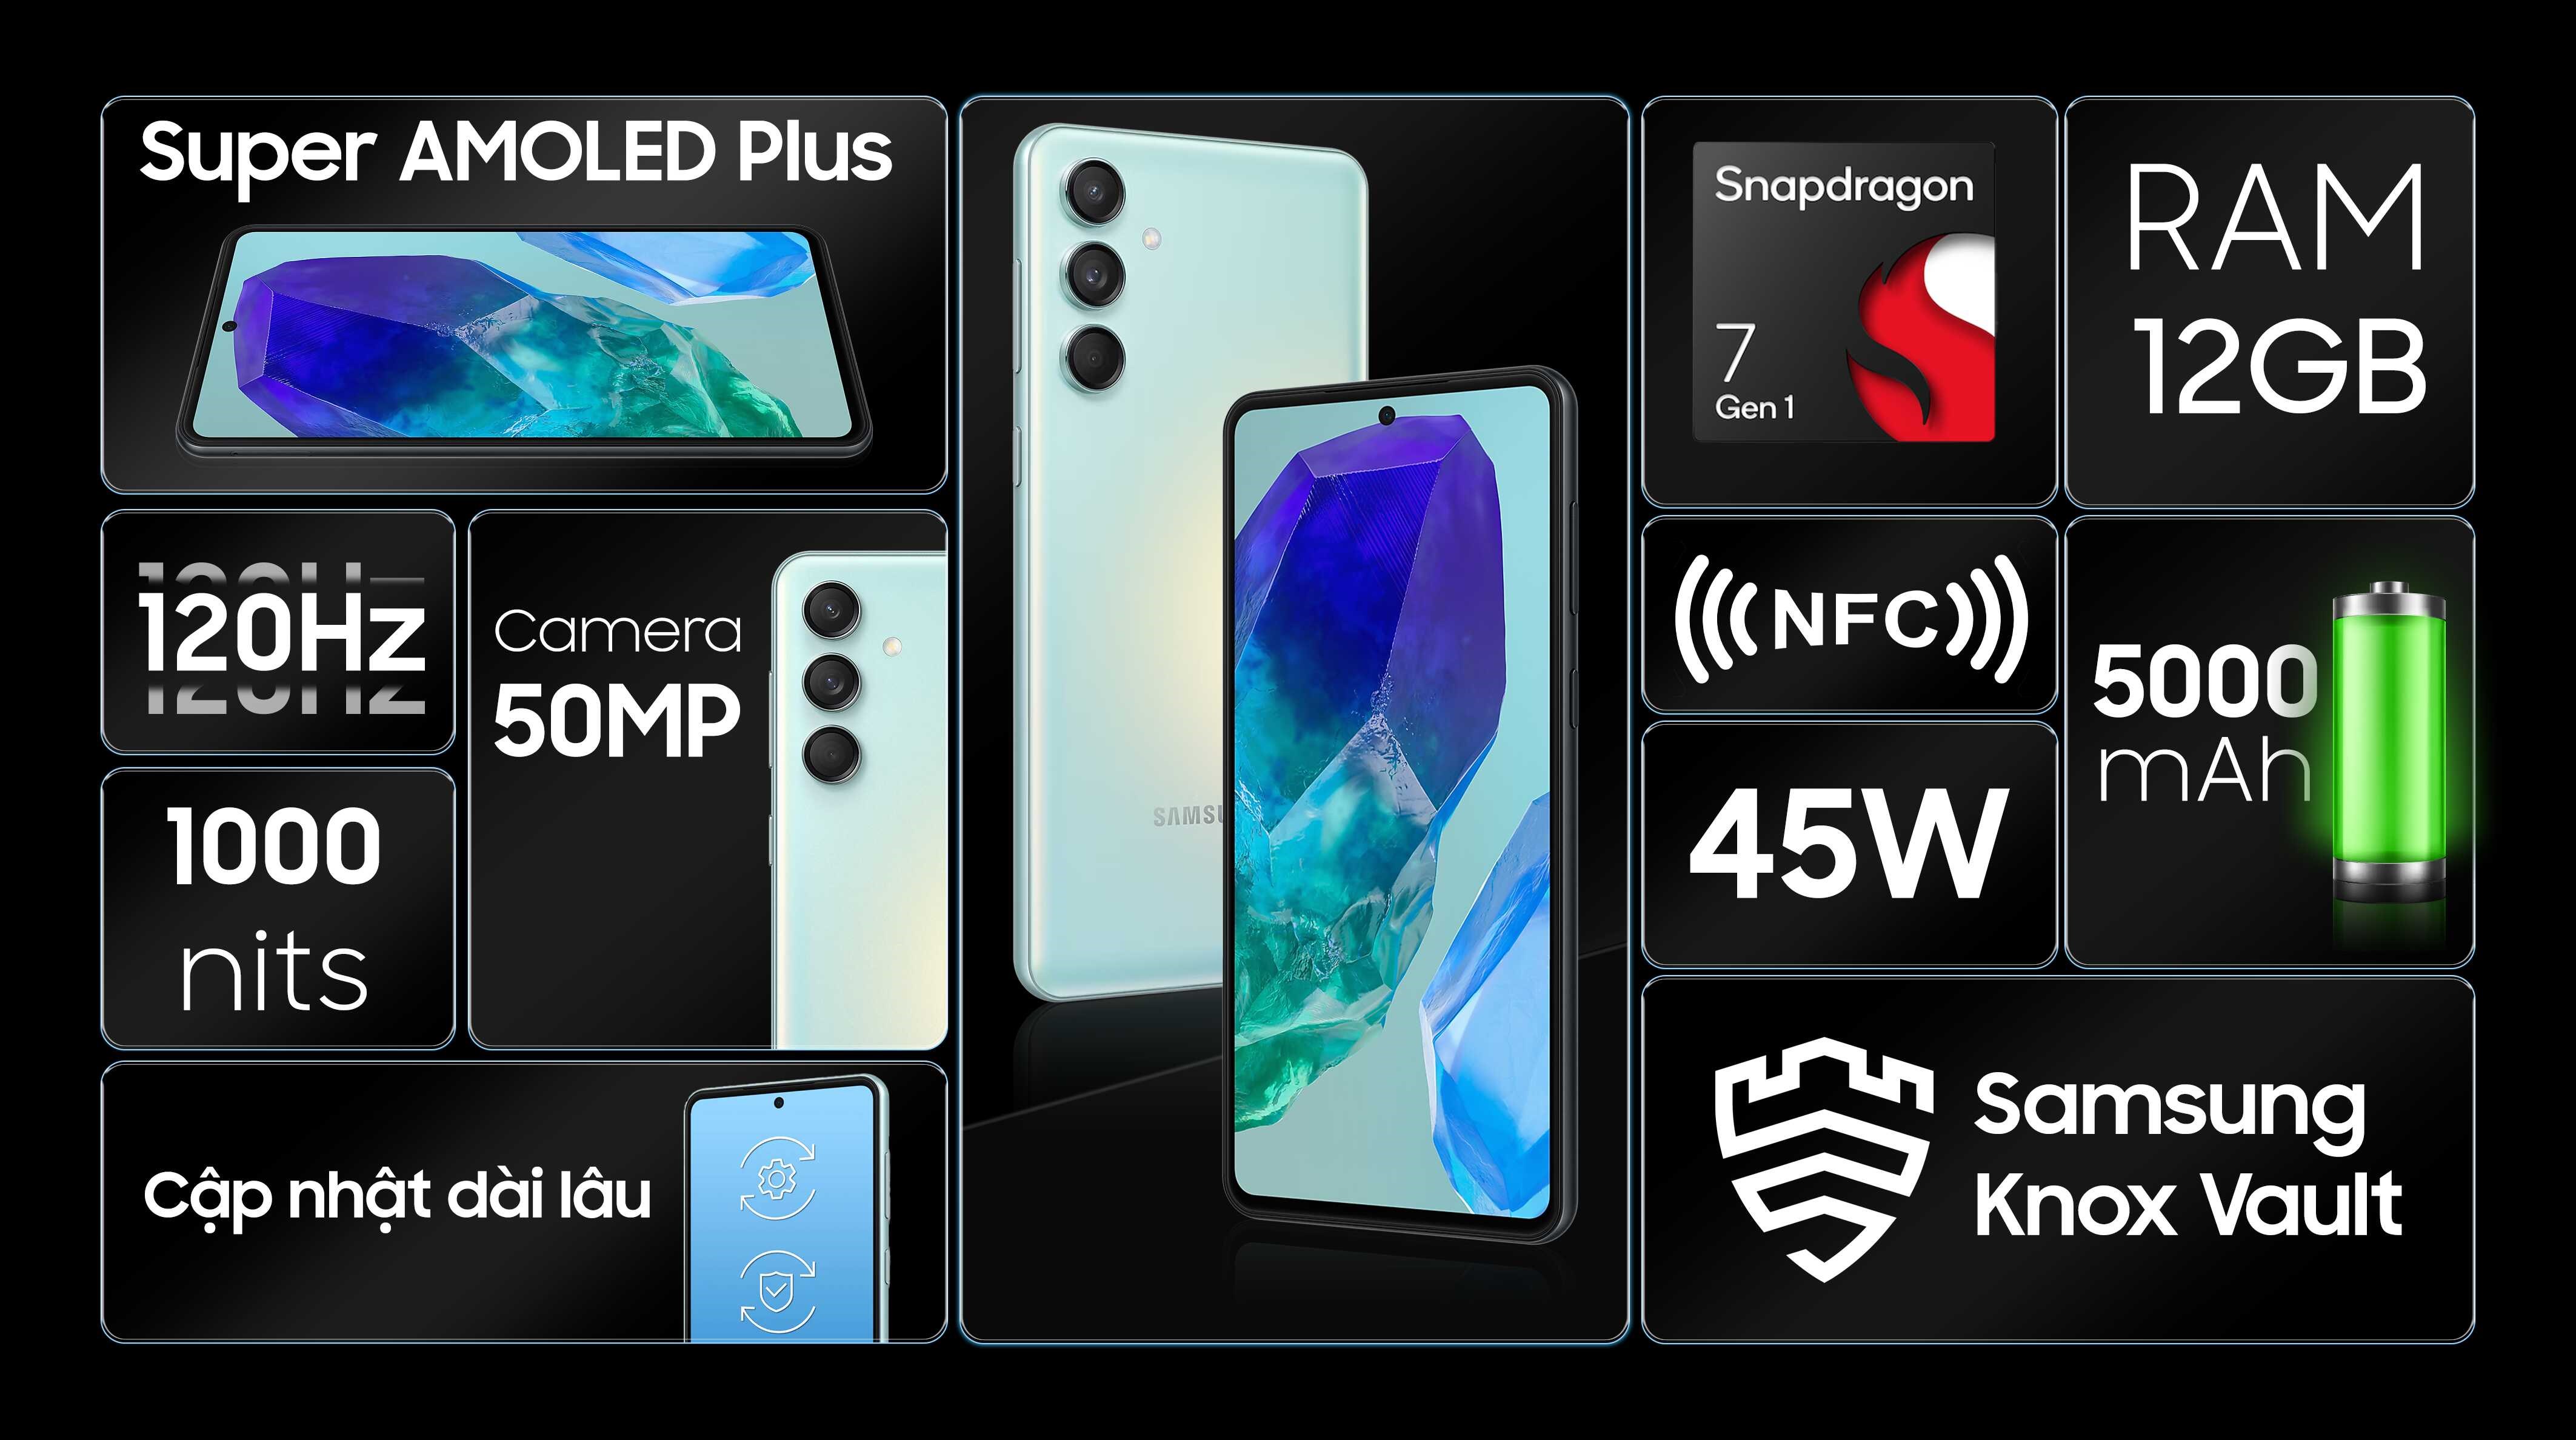 Super AMOLED Plus
120Hz
1000
nits
Camera
50MP
Cập nhật dài lâu
SAMSU
Snapdragon
7
Gen 1
RAM
12GB
NFC
45W
5000
mAh
Samsung
Knox Vault